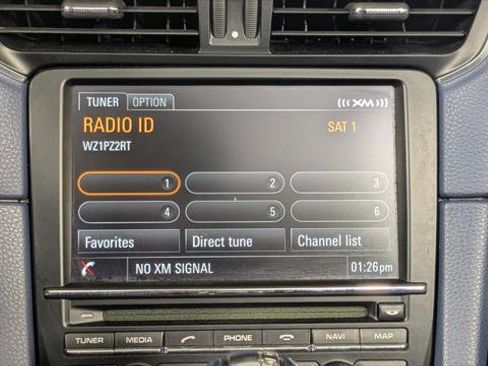 TUNER OPTION XM
RADIO ID SAT 1
WZ1PZ2RT
1 2 3
4 5 6
Favorites Direct tune Channel list
NO XM SIGNAL 01:26pm
TUNER MEDIA PHONE NAVI MAP